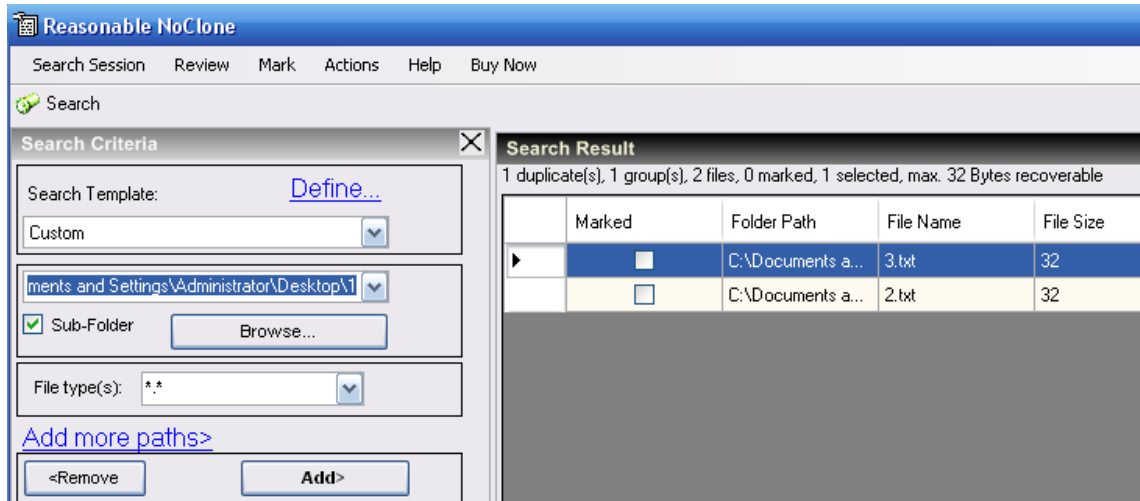 Reasonable NoClone
Search Session Review Mark Actions Help Buy Now
Search
Search Criteria
Search Template: Define...
Custom
ments and Settings\Administrator\Desktop\1
Sub-Folder Browse...
File type(s): *.*
Add more paths>
<Remove Add>
Search Result
1 duplicate(s), 1 group(s), 2 files, 0 marked, 1 selected, max. 32 Bytes recoverable
Marked Folder Path File Name File Size
C:\Documents a... 3.txt 32
C:\Documents a... 2.txt 32